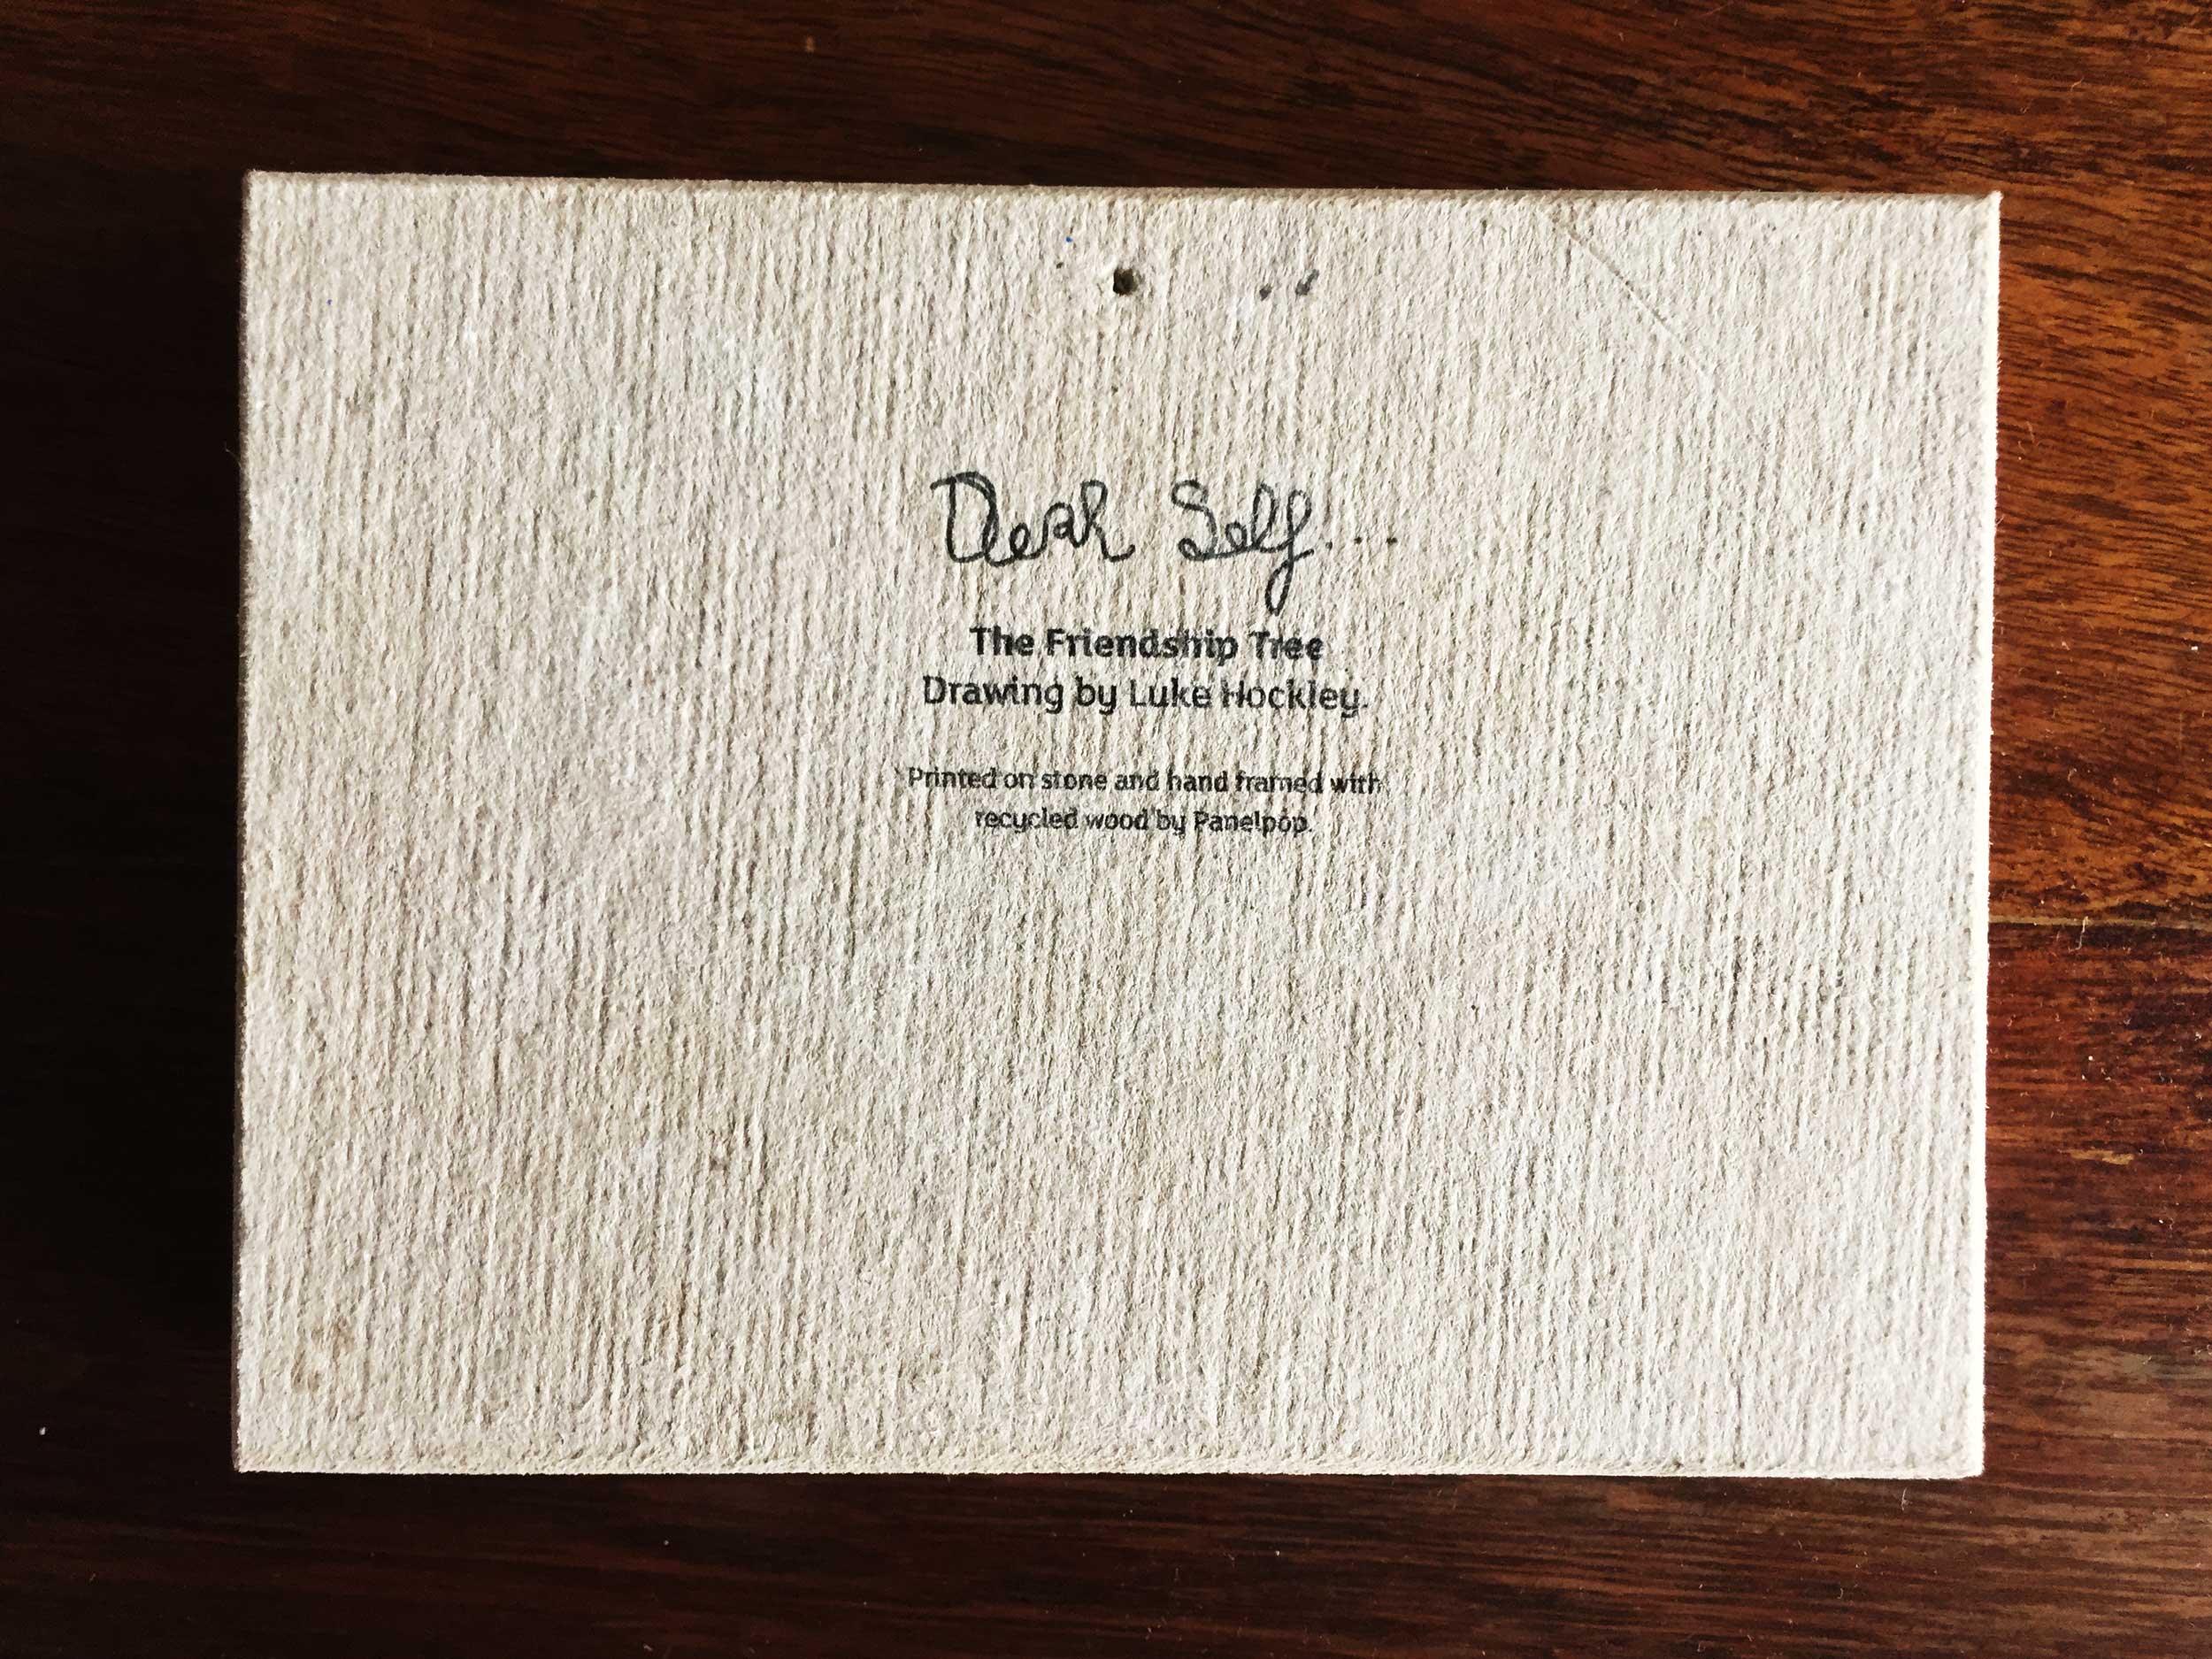 Dear Self...
The Friendship Tree
Drawing by Luke Hockley.
Printed on stone and hand framed with
recycled wood by Panelpop.